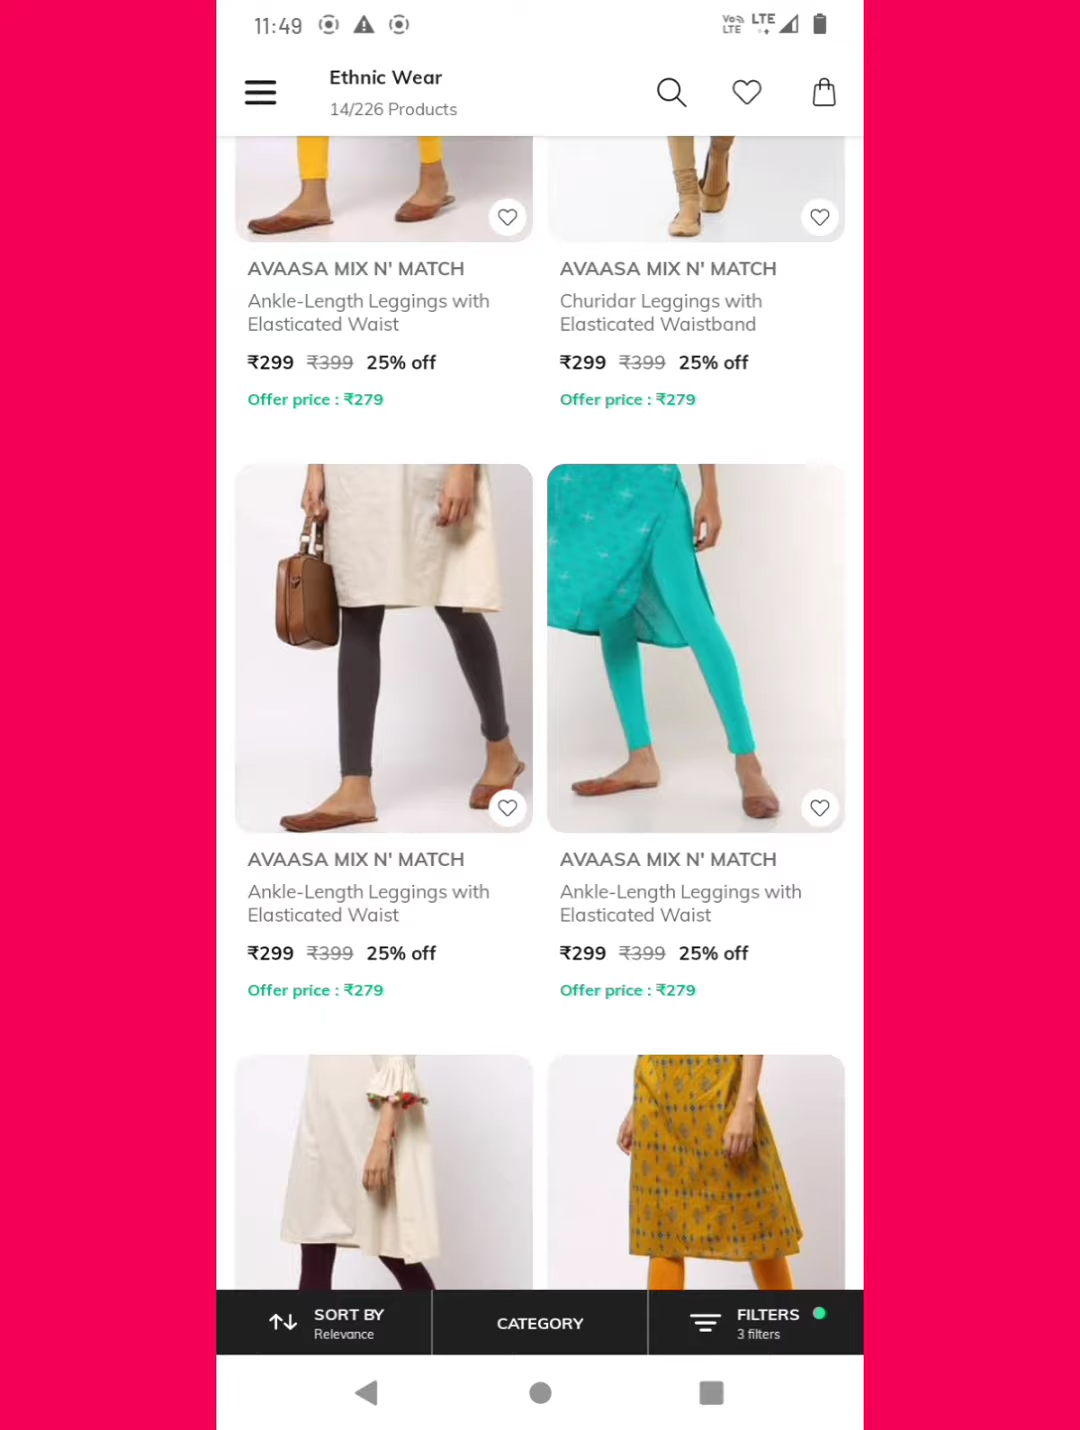 11:49
Vo LTE
LTE
Ethnic Wear
14/226 Products
AVAASA MIX N' MATCH
Ankle-Length Leggings with
Elasticated Waist
₹299 ₹399 25% off
Offer price : ₹279
AVAASA MIX N' MATCH
Churidar Leggings with
Elasticated Waistband
₹299 ₹399 25% off
Offer price : ₹279
AVAASA MIX N' MATCH
Ankle-Length Leggings with
Elasticated Waist
₹299 ₹399 25% off
Offer price : ₹279
AVAASA MIX N' MATCH
Ankle-Length Leggings with
Elasticated Waist
₹299 ₹399 25% off
Offer price : ₹279
SORT BY
Relevance
CATEGORY
FILTERS
3 filters